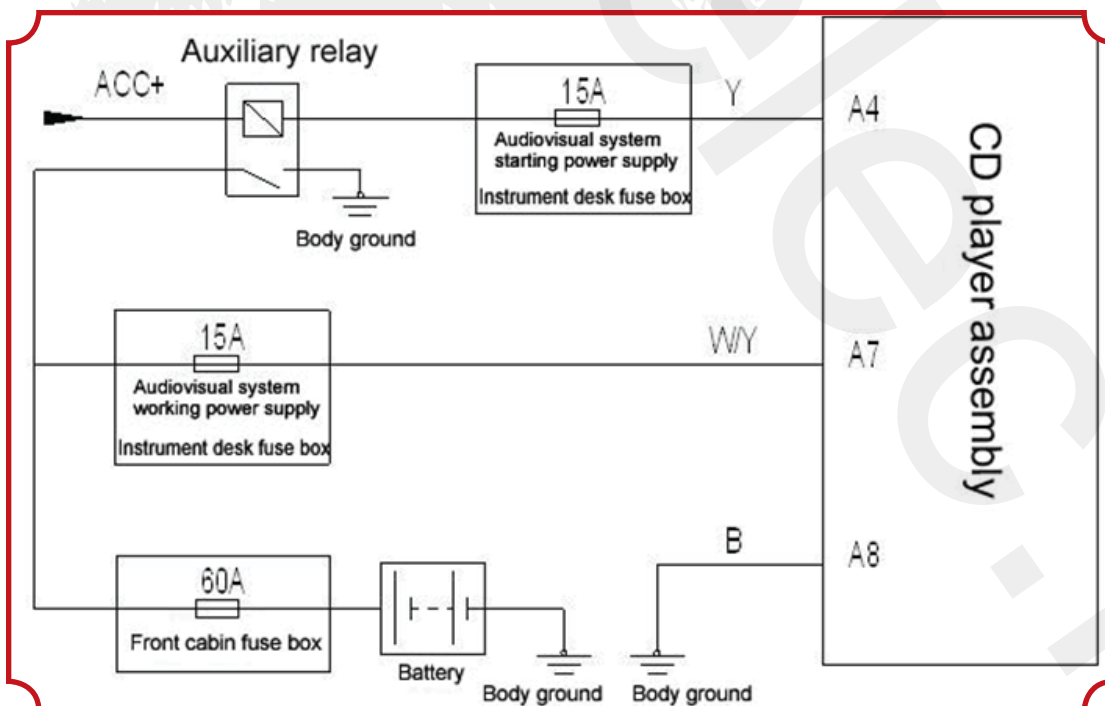 Auxiliary relay
ACC+
15A
Y
A4
Audiovisual system
starting power supply
Instrument desk fuse box
Body ground
CD player assembly
15A
W/Y
A7
Audiovisual system
working power supply
Instrument desk fuse box
B
A8
60A
Front cabin fuse box
Battery
Body ground
Body ground